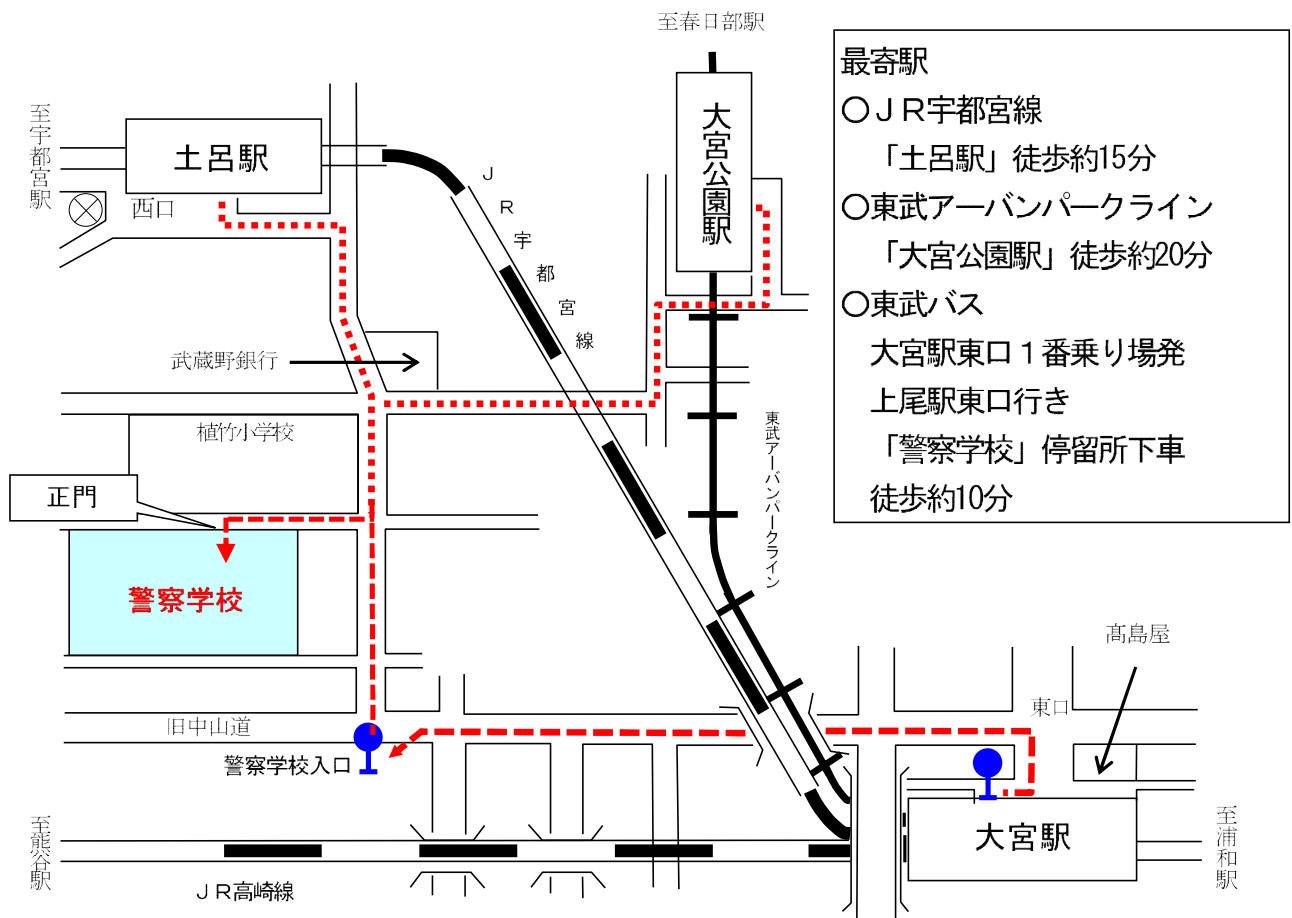 至春日部駅
至宇都宮駅
土呂駅
西口
大宮公園駅
ＪＲ宇都宮線
武蔵野銀行
植竹小学校
正門
警察学校
東武アーバンパークライン
旧中山道
警察学校入口
髙島屋
東口
大宮駅
至熊谷駅
至浦和駅
ＪＲ高崎線
最寄駅
○ＪＲ宇都宮線
「土呂駅」徒歩約15分
○東武アーバンパークライン
「大宮公園駅」徒歩約20分
○東武バス
大宮駅東口１番乗り場発
上尾駅東口行き
「警察学校」停留所下車
徒歩約10分